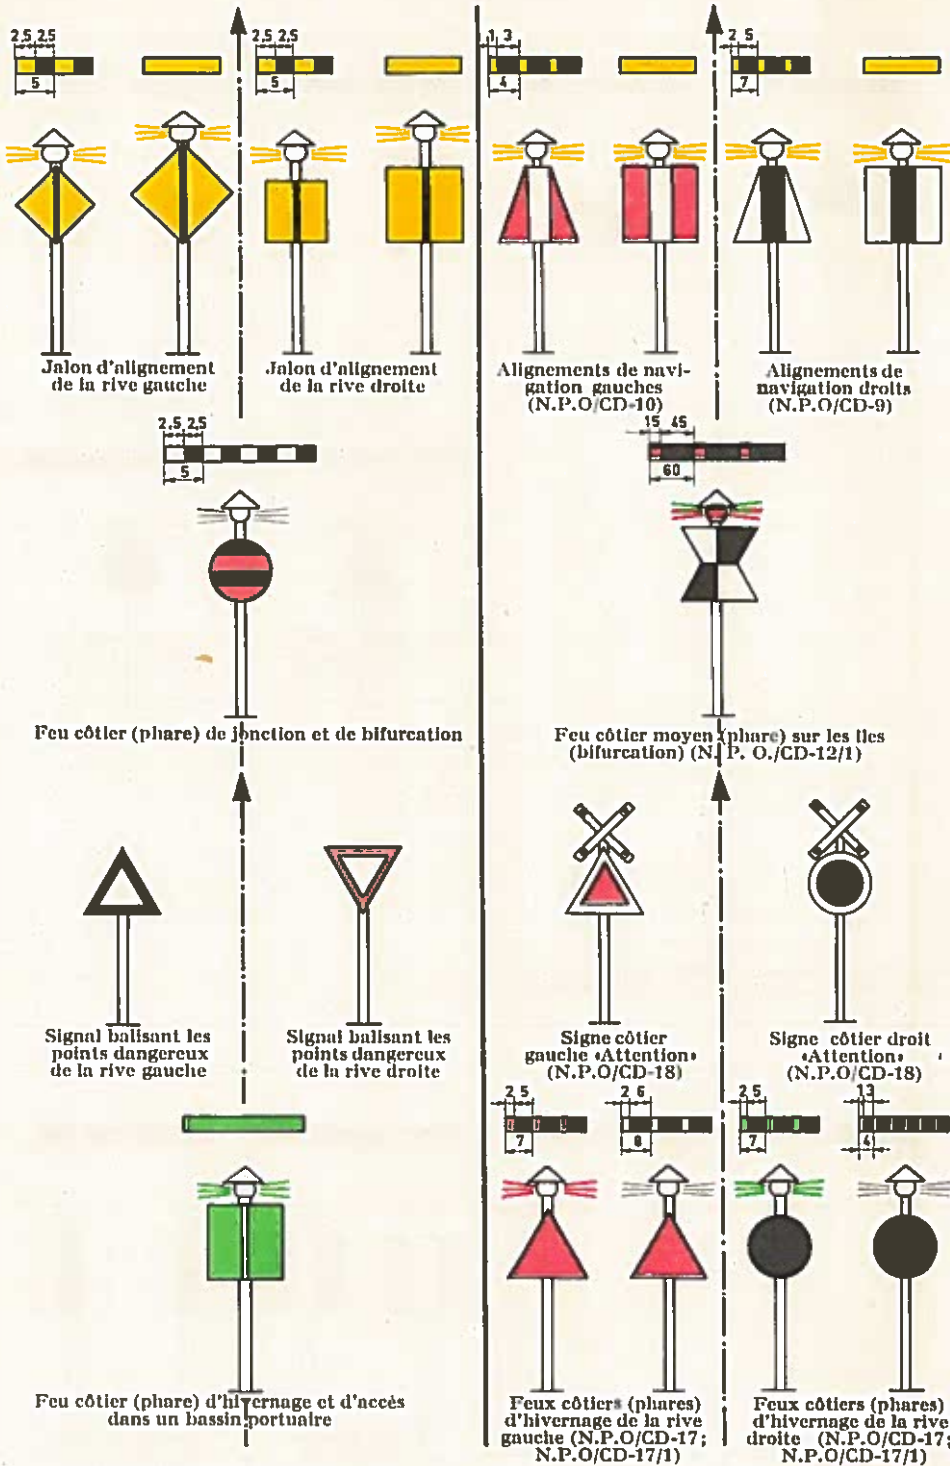 2,5 2,5
5
2,5 2,5
5
1 3
4
2 5
7
Jalon d'alignement
de la rive gauche
Jalon d'alignement
de la rive droite
Alignements de navi-
gation gauches
(N.P.O/CD-10)
Alignements de
navigation droits
(N.P.O/CD-9)
2,5 2,5
5
15 45
60
Feu côtier (phare) de jonction et de bifurcation
Feu côtier moyen (phare) sur les îles
(bifurcation) (N. P. O./CD-12/1)
Signal balisant les
points dangereux
de la rive gauche
Signal balisant les
points dangereux
de la rive droite
Signe côtier
gauche «Attention»
(N.P.O/CD-18)
Signe côtier droit
«Attention»
(N.P.O/CD-18)
2 5
7
2 6
8
2 5
7
1 3
4
Feu côtier (phare) d'hivernage et d'accès
dans un bassin portuaire
Feux côtiers (phares)
d'hivernage de la rive
gauche (N.P.O/CD-17;
N.P.O/CD-17/1)
Feux côtiers (phares)
d'hivernage de la rive
droite (N.P.O/CD-17;
N.P.O/CD-17/1)